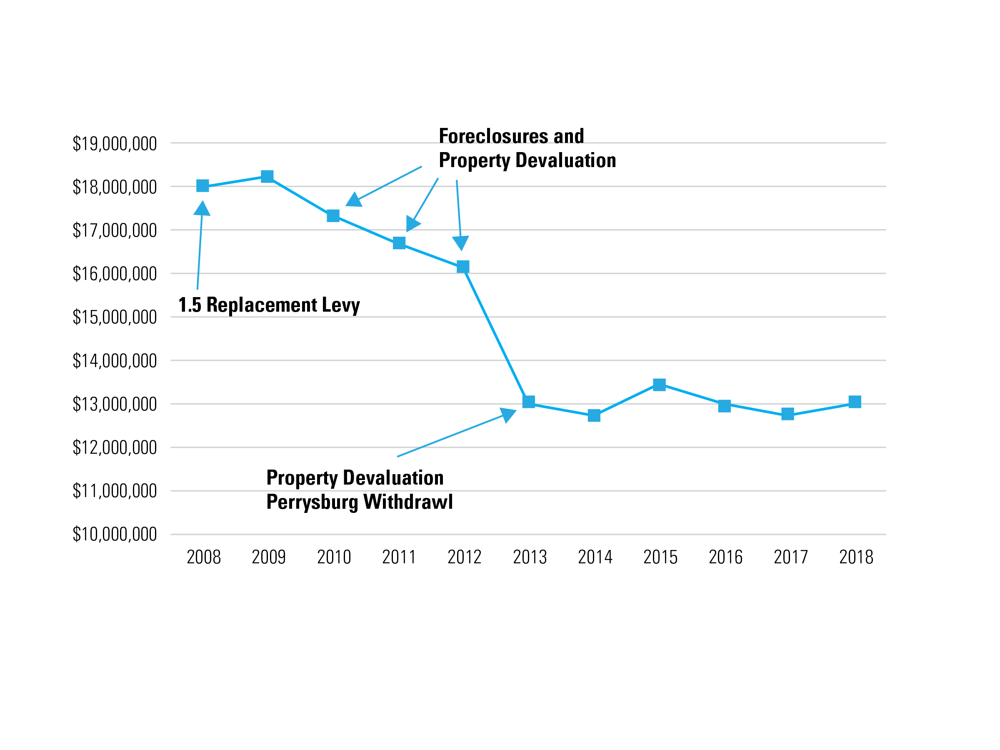 Foreclosures and
Property Devaluation
$19,000,000
$18,000,000
$17,000,000
$16,000,000
1.5 Replacement Levy
$15,000,000
$14,000,000
$13,000,000
$12,000,000
Property Devaluation
$11,000,000
Perrysburg Withdrawl
$10,000,000
2008 2009 2010 2011 2012 2013 2014 2015 2016 2017 2018